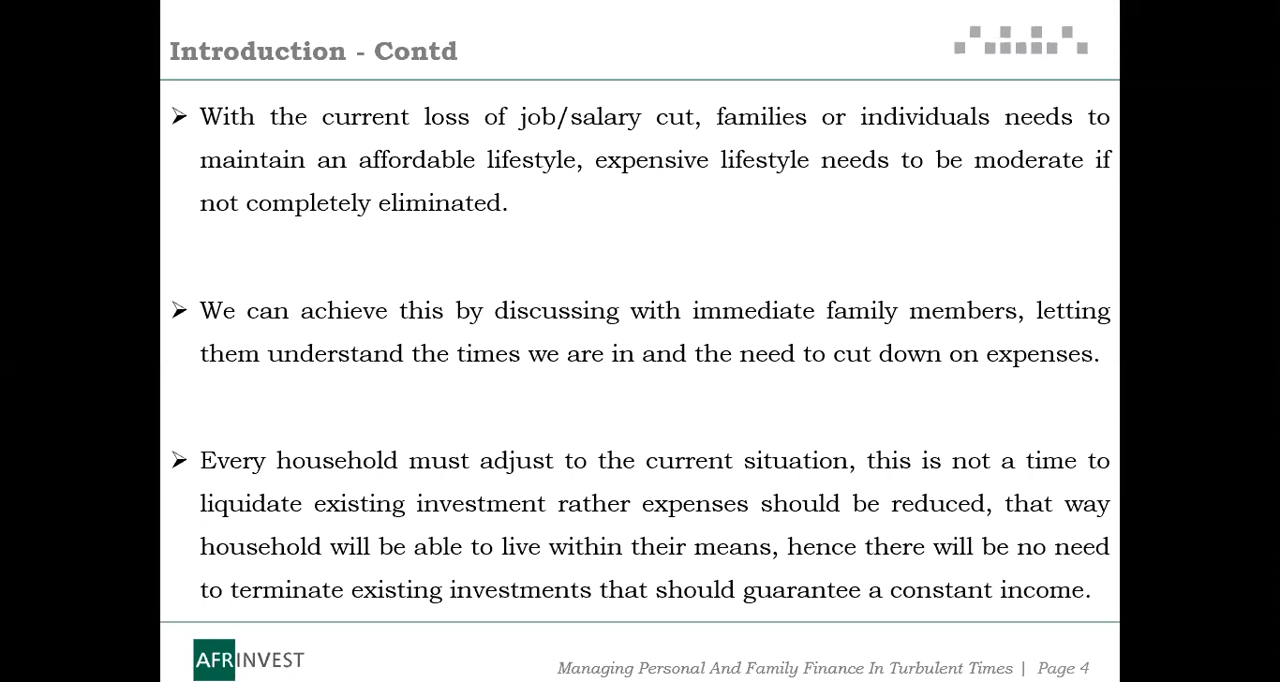 Introduction - Contd
➢ With the current loss of job/salary cut, families or individuals needs to
maintain an affordable lifestyle, expensive lifestyle needs to be moderate if
not completely eliminated.
➢ We can achieve this by discussing with immediate family members, letting
them understand the times we are in and the need to cut down on expenses.
➢ Every household must adjust to the current situation, this is not a time to
liquidate existing investment rather expenses should be reduced, that way
household will be able to live within their means, hence there will be no need
to terminate existing investments that should guarantee a constant income.
AFRINVEST
Managing Personal And Family Finance In Turbulent Times | Page 4